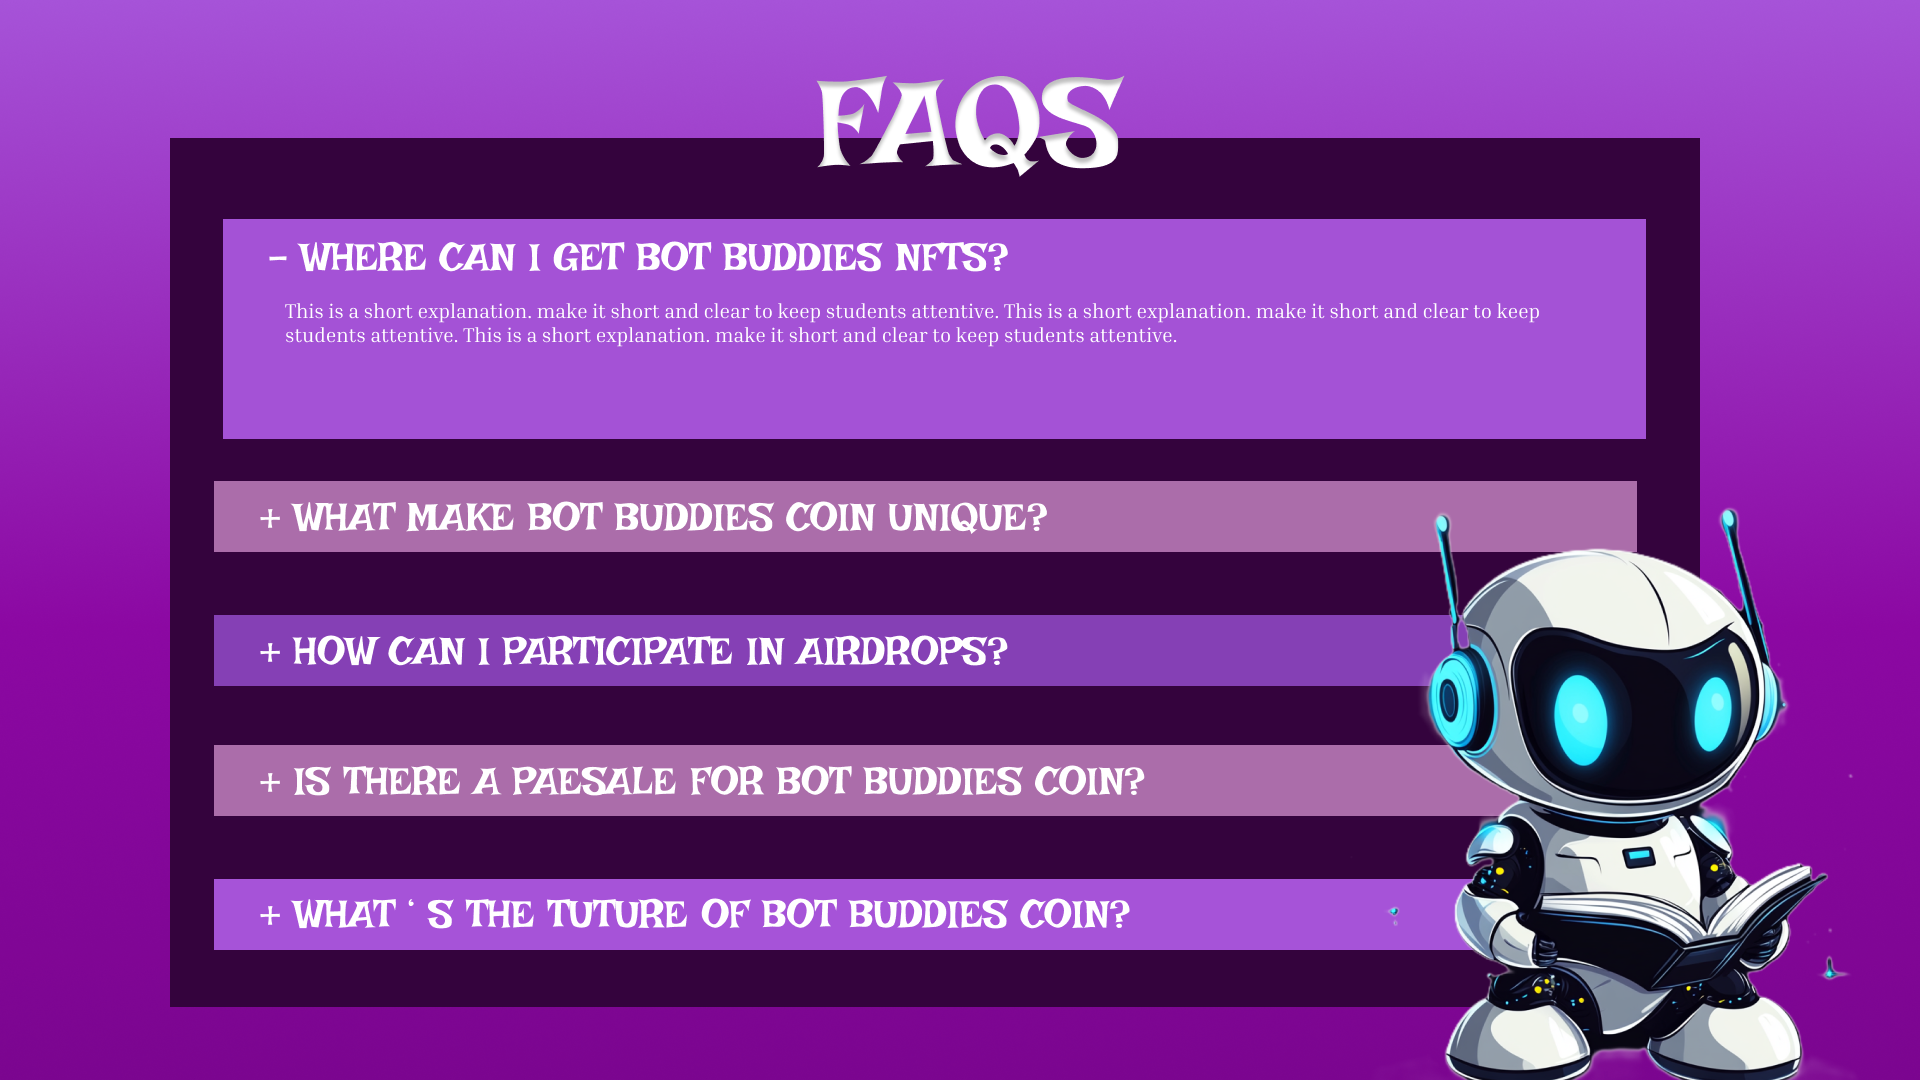 FAQS
– WHERE CAN I GET BOT BUDDIES NFTS?
This is a short explanation. make it short and clear to keep students attentive. This is a short explanation. make it short and clear to keep
students attentive. This is a short explanation. make it short and clear to keep students attentive.
+ WHAT MAKE BOT BUDDIES COIN UNIQUE?
+ HOW CAN I PARTICIPATE IN AIRDROPS?
+ IS THERE A PAESALE FOR BOT BUDDIES COIN?
+ WHAT ‘ S THE TUTURE OF BOT BUDDIES COIN?